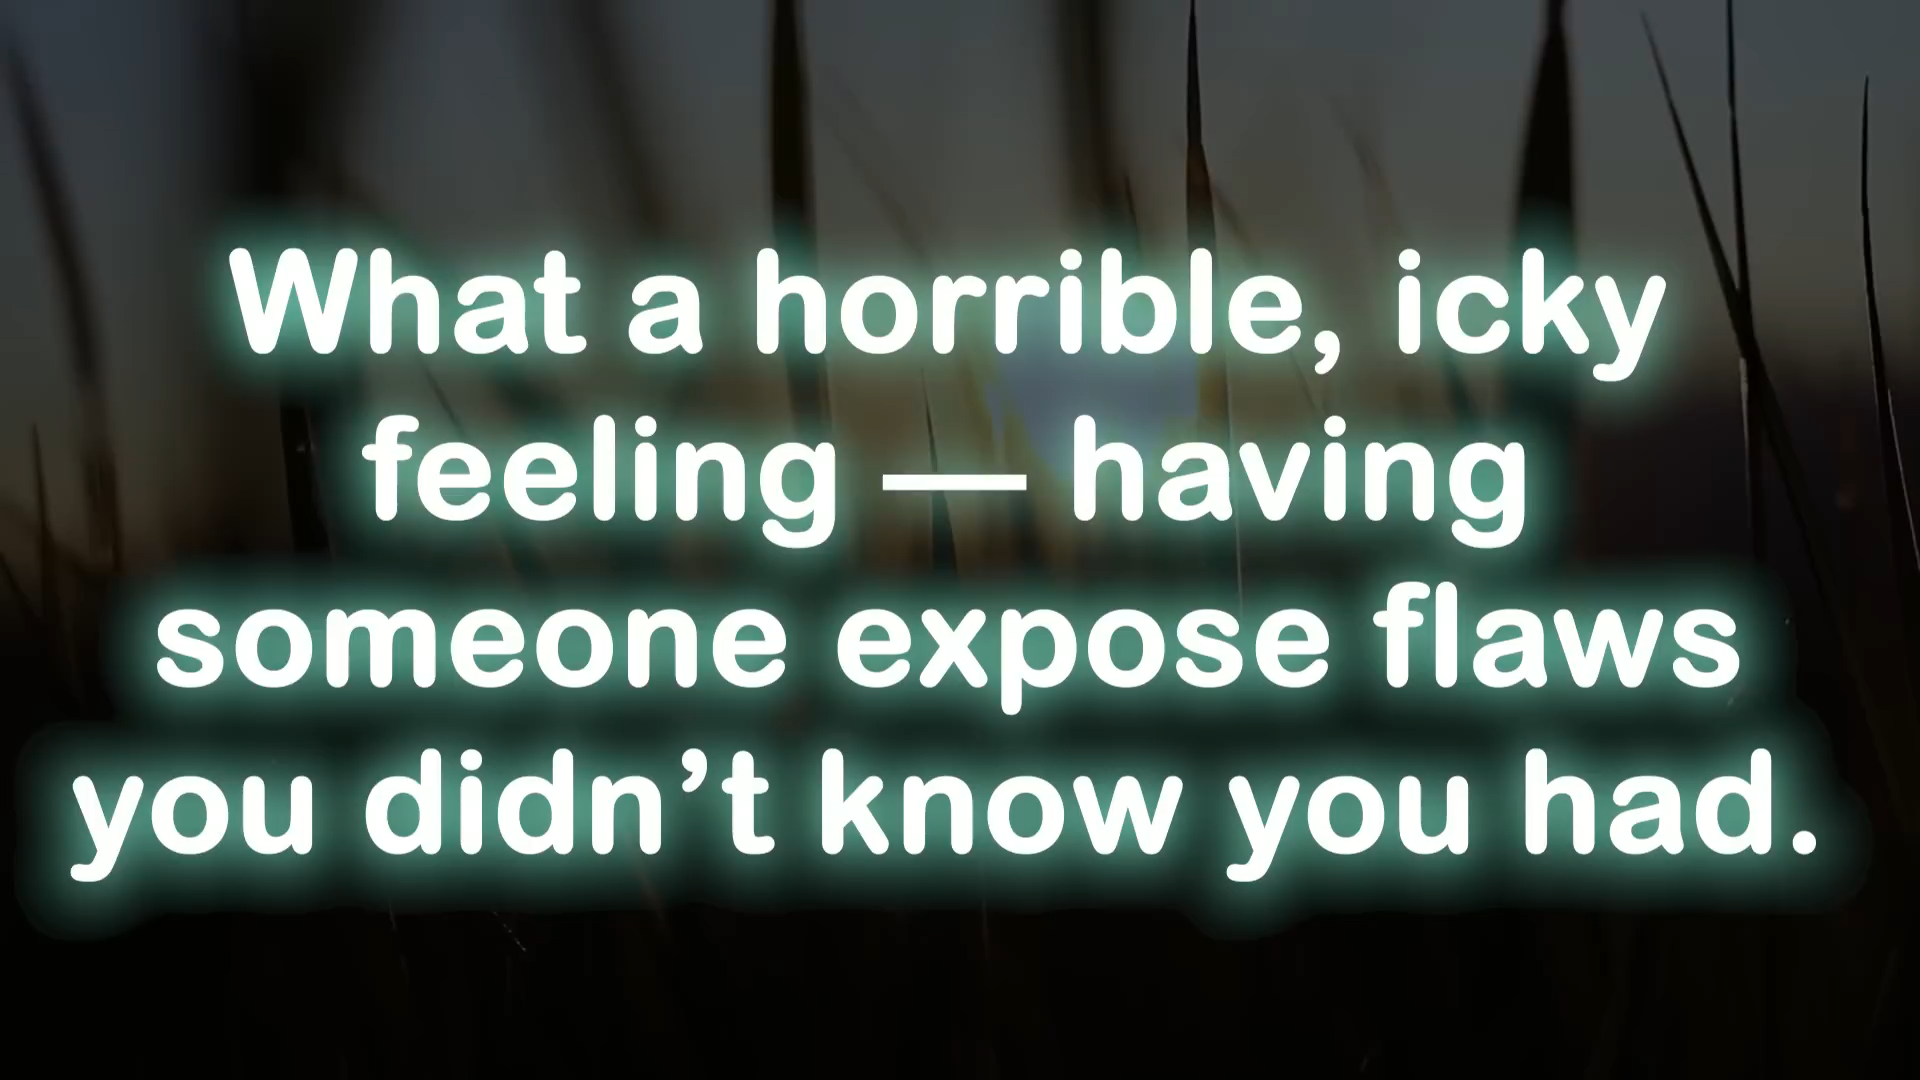 What a horrible, icky
feeling — having
someone expose flaws
you didn’t know you had.